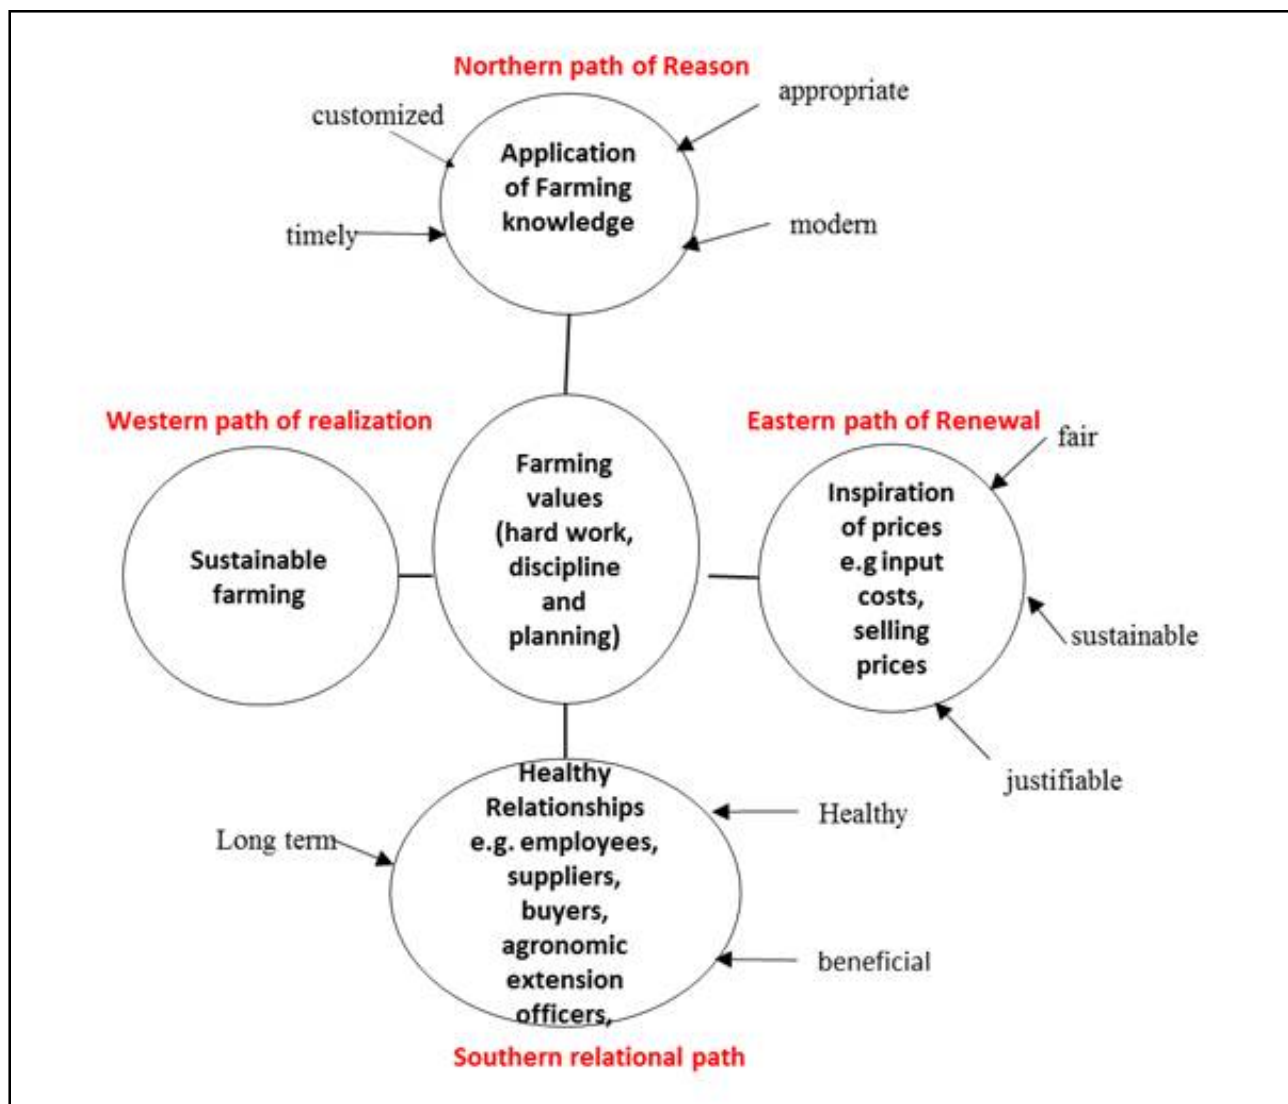 Northern path of Reason
customized
appropriate
Application
of Farming
knowledge
timely
modern
Western path of realization
Eastern path of Renewal
fair
Sustainable
farming
Farming
values
(hard work,
discipline
and
planning)
Inspiration
of prices
e.g input
costs,
selling
prices
sustainable
justifiable
Healthy
Relationships
e.g. employees,
suppliers,
buyers,
agronomic
extension
officers,
Long term
Healthy
beneficial
Southern relational path